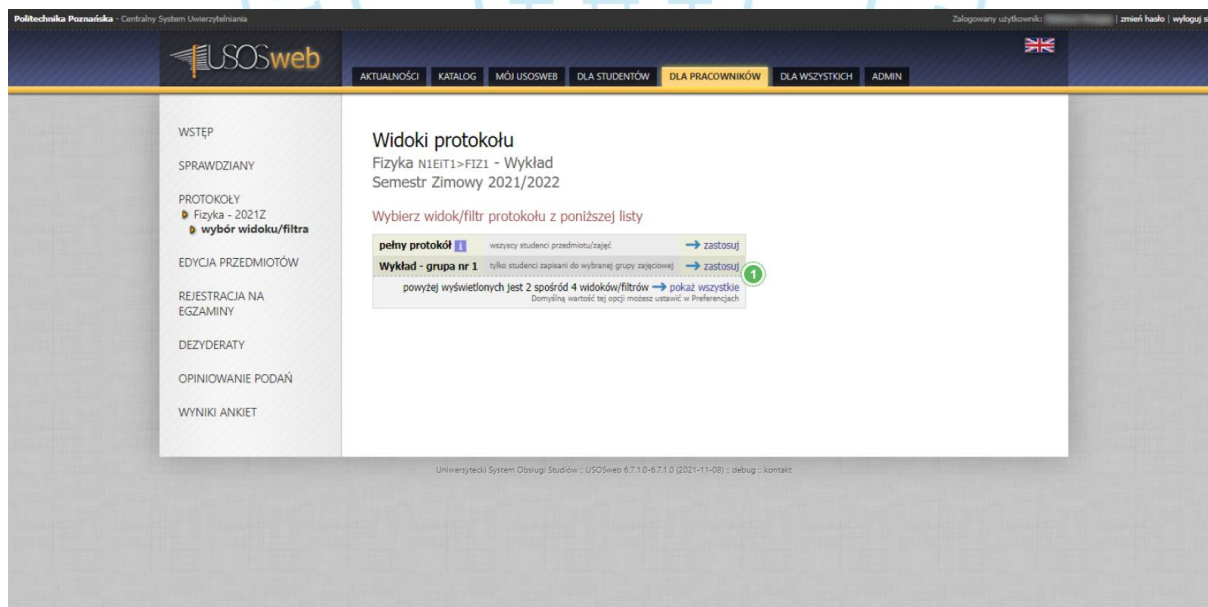 Politechnika Poznańska - Centralny System Uwierzytelniania
Zalogowany użytkownik: | zmień hasło | wyloguj s
USOSweb
AKTUALNOŚCI KATALOG MÓJ USOSWEB DLA STUDENTÓW DLA PRACOWNIKÓW DLA WSZYSTKICH ADMIN
WSTĘP
SPRAWDZIANY
PROTOKOŁY
Fizyka - 2021Z
wybór widoku/filtra
EDYCJA PRZEDMIOTÓW
REJESTRACJA NA
EGZAMINY
DEZYDERATY
OPINIOWANIE PODAŃ
WYNIKI ANKIET
Widoki protokołu
Fizyka N1EiT1>FIZ1 - Wykład
Semestr Zimowy 2021/2022
Wybierz widok/filtr protokołu z poniższej listy
pełny protokół i wszyscy studenci przedmiotu/zajęć → zastosuj
Wykład - grupa nr 1 tylko studenci zapisani do wybranej grupy zajęciowej → zastosuj
1
powyżej wyświetlonych jest 2 spośród 4 widoków/filtrów → pokaż wszystkie
Domyślną wartość tej opcji możesz ustawić w Preferencjach
Uniwersytecki System Obsługi Studiów :: USOSweb 6.7.1.0-6.7.1.0 (2021-11-08) :: debug :: kontakt